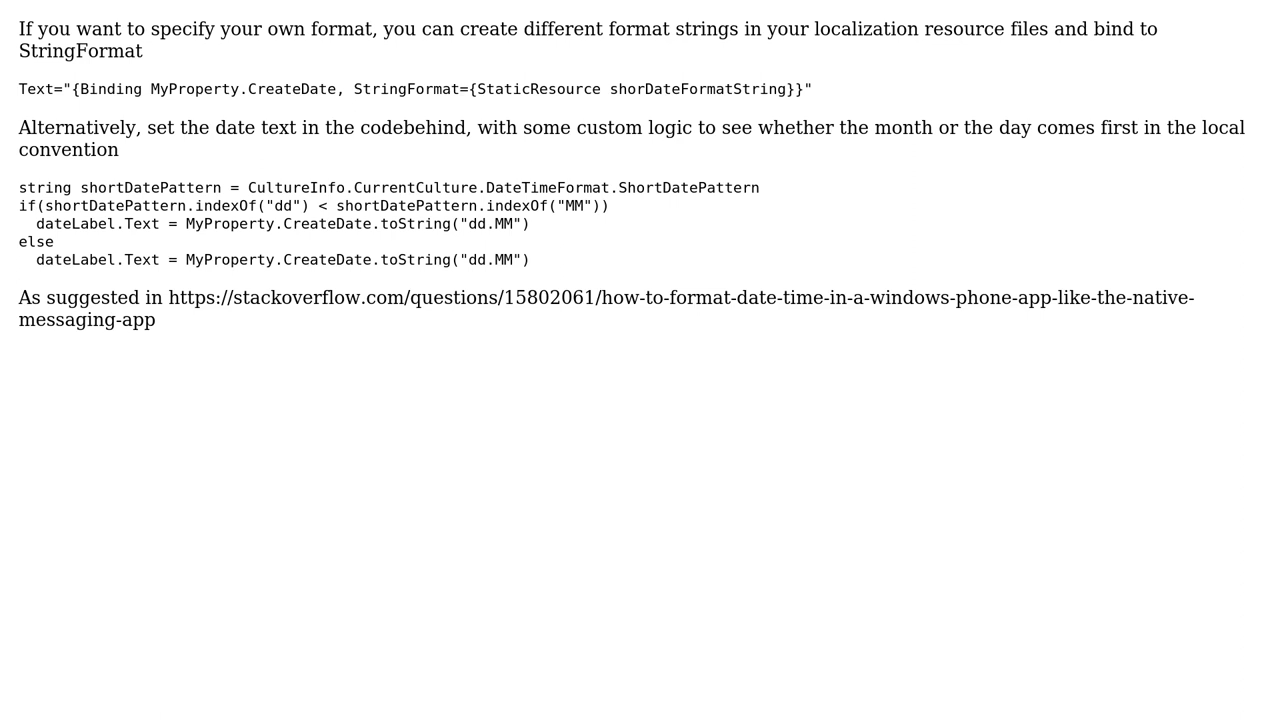 If you want to specify your own format, you can create different format strings in your localization resource files and bind to
StringFormat
Text="{Binding MyProperty.CreateDate, StringFormat={StaticResource shorDateFormatString}}"
Alternatively, set the date text in the codebehind, with some custom logic to see whether the month or the day comes first in the local
convention
string shortDatePattern = CultureInfo.CurrentCulture.DateTimeFormat.ShortDatePattern
if(shortDatePattern.indexOf("dd") < shortDatePattern.indexOf("MM"))
  dateLabel.Text = MyProperty.CreateDate.toString("dd.MM")
else
  dateLabel.Text = MyProperty.CreateDate.toString("dd.MM")
As suggested in https://stackoverflow.com/questions/15802061/how-to-format-date-time-in-a-windows-phone-app-like-the-native-
messaging-app